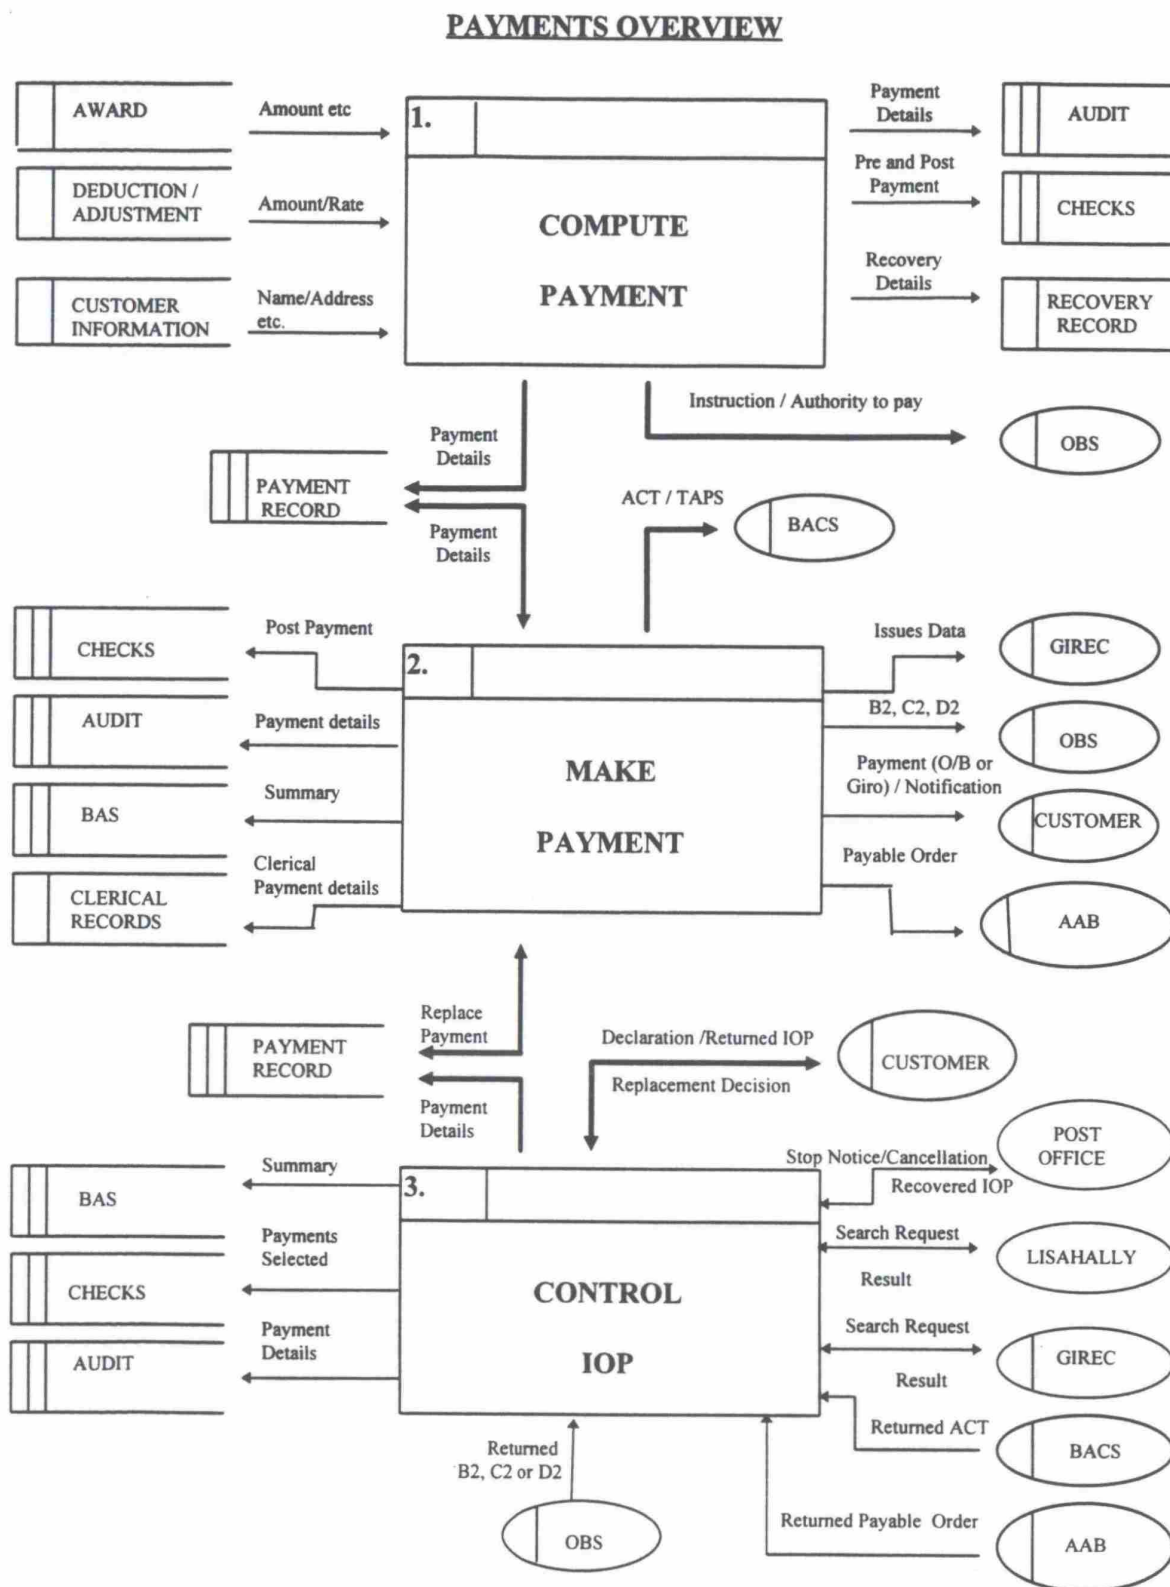 PAYMENTS OVERVIEW
AWARD
Amount etc
DEDUCTION /
ADJUSTMENT
Amount/Rate
CUSTOMER
INFORMATION
Name/Address
etc.
1.
COMPUTE
PAYMENT
Payment
Details
AUDIT
Pre and Post
Payment
CHECKS
Recovery
Details
RECOVERY
RECORD
Instruction / Authority to pay
OBS
Payment
Details
PAYMENT
RECORD
Payment
Details
ACT / TAPS
BACS
CHECKS
Post Payment
AUDIT
Payment details
BAS
Summary
CLERICAL
RECORDS
Clerical
Payment details
2.
MAKE
PAYMENT
Issues Data
GIREC
B2, C2, D2
OBS
Payment (O/B or
Giro) / Notification
CUSTOMER
Payable Order
AAB
Replace
Payment
PAYMENT
RECORD
Payment
Details
Declaration /Returned IOP
Replacement Decision
CUSTOMER
BAS
Summary
CHECKS
Payments
Selected
AUDIT
Payment
Details
3.
CONTROL
IOP
Stop Notice/Cancellation
Recovered IOP
POST
OFFICE
Search Request
Result
LISAHALLY
Search Request
Result
GIREC
Returned ACT
BACS
Returned
B2, C2 or D2
OBS
Returned Payable Order
AAB